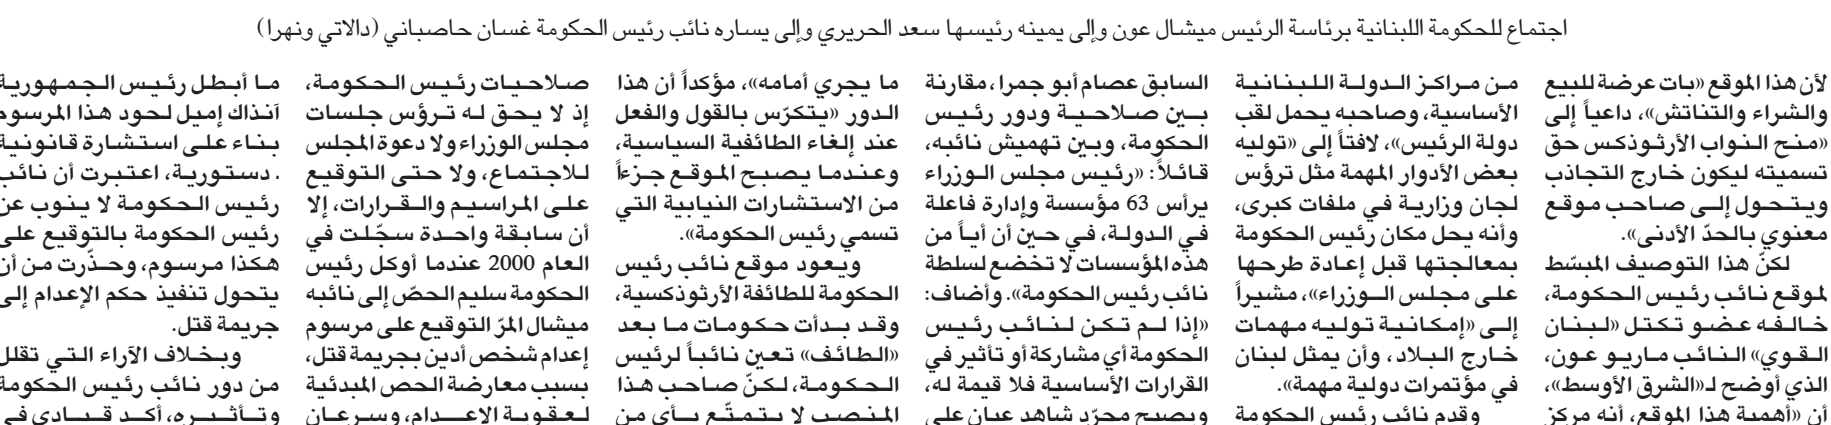 اجتماع للحكومة اللبنانية برئاسة الرئيس ميشال عون وإلى يمينه رئيسها سعد الحريري وإلى يساره نائب رئيس الحكومة غسان حاصباني (دالاتي ونهرا)
لأن هذا الموقع «بات عرضة للبيع
والشراء والتناتش»، داعياً إلى
«منح النواب الأرثوذكس حق
تسميته ليكون خارج التجاذب
ويتحول إلى صاحب موقع
معنوي بالحدّ الأدنى».
لكنّ هذا التوصيف المبسّط
لموقع نائب رئيس الحكومة،
خالفه عضو تكتل «لبنان
القوي» النائب ماريو عون،
الذي أوضح لـ«الشرق الأوسط»،
أن «أهمية هذا الموقع، أنه مركز
من مراكز الدولة اللبنانية
الأساسية، وصاحبه يحمل لقب
دولة الرئيس»، لافتاً إلى «توليه
بعض الأدوار المهمة مثل ترؤس
لجان وزارية في ملفات كبرى،
وأنه يحل مكان رئيس الحكومة
بمعالجتها قبل إعادة طرحها
على مجلس الوزراء»، مشيراً
إلى «إمكانية توليه مهمات
خارج البلاد، وأن يمثل لبنان
في مؤتمرات دولية مهمة».
وقدم نائب رئيس الحكومة
السابق عصام أبو جمرا، مقارنة
بين صلاحية ودور رئيس
الحكومة، وبين تهميش نائبه،
قائلاً: «رئيس مجلس الوزراء
يرأس 63 مؤسسة وإدارة فاعلة
في الدولة، في حين أن أياً من
هذه المؤسسات لا تخضع لسلطة
نائب رئيس الحكومة». وأضاف:
«إذا لم تكن لنائب رئيس
الحكومة أي مشاركة أو تأثير في
القرارات الأساسية فلا قيمة له،
ويصبح مجرّد شاهد عيان على
ما يجري أمامه»، مؤكداً أن هذا
الدور «يتكرّس بالقول والفعل
عند إلغاء الطائفية السياسية،
وعندما يصبح الموقع جزءاً
من الاستشارات النيابية التي
تسمي رئيس الحكومة».
ويعود موقع نائب رئيس
الحكومة للطائفة الأرثوذكسية،
وقد بدأت حكومات ما بعد
«الطائف» تعين نائباً لرئيس
الحكومة، لكنّ صاحب هذا
المنصب لا يتمتّع بأي من
صلاحيات رئيس الحكومة،
إذ لا يحق له ترؤس جلسات
مجلس الوزراء ولا دعوة المجلس
للاجتماع، ولا حتى التوقيع
على المراسيم والقرارات، إلا
أن سابقة واحدة سجّلت في
العام 2000 عندما أوكل رئيس
الحكومة سليم الحصّ إلى نائبه
ميشال المرّ التوقيع على مرسوم
إعدام شخص أدين بجريمة قتل،
بسبب معارضة الحص المبدئية
لعقوبة الإعدام، وسرعان
ما أبطل رئيس الجمهورية
آنذاك إميل لحود هذا المرسوم
بناء على استشارة قانونية
. دستورية، اعتبرت أن نائب
رئيس الحكومة لا ينوب عن
رئيس الحكومة بالتوقيع على
هكذا مرسوم، وحذّرت من أن
يتحول تنفيذ حكم الإعدام إلى
جريمة قتل.
وبخلاف الآراء التي تقلل
من دور نائب رئيس الحكومة
وتأثيره، أكد قيادي في